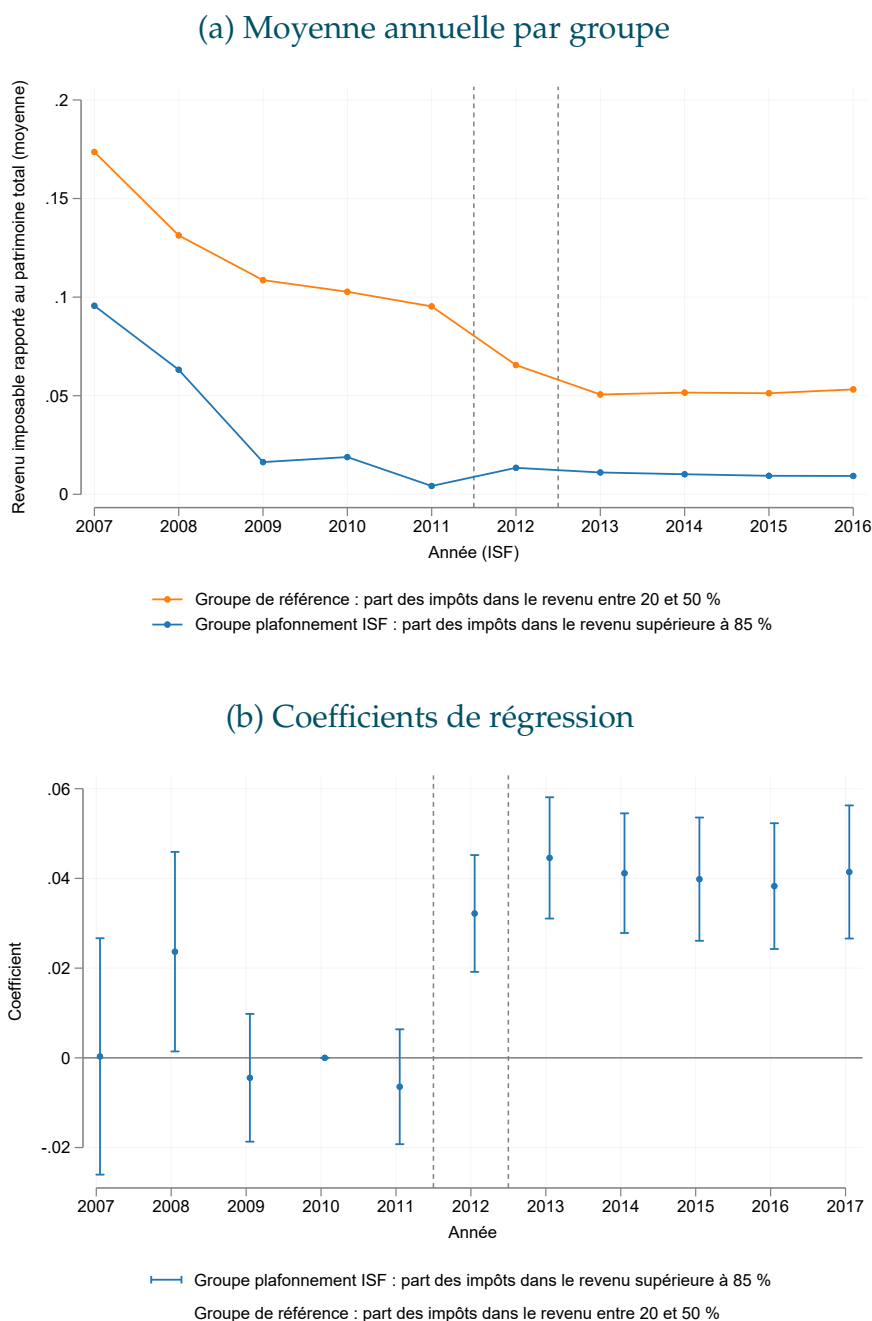 (a) Moyenne annuelle par groupe
Revenu imposable rapporté au patrimoine total (moyenne)
.2
.15
.1
.05
0
2007 2008 2009 2010 2011 2012 2013 2014 2015 2016
Année (ISF)
Groupe de référence : part des impôts dans le revenu entre 20 et 50 %
Groupe plafonnement ISF : part des impôts dans le revenu supérieure à 85 %
(b) Coefficients de régression
Coefficient
.06
.04
.02
0
-.02
2007 2008 2009 2010 2011 2012 2013 2014 2015 2016 2017
Année
Groupe plafonnement ISF : part des impôts dans le revenu supérieure à 85 %
Groupe de référence : part des impôts dans le revenu entre 20 et 50 %